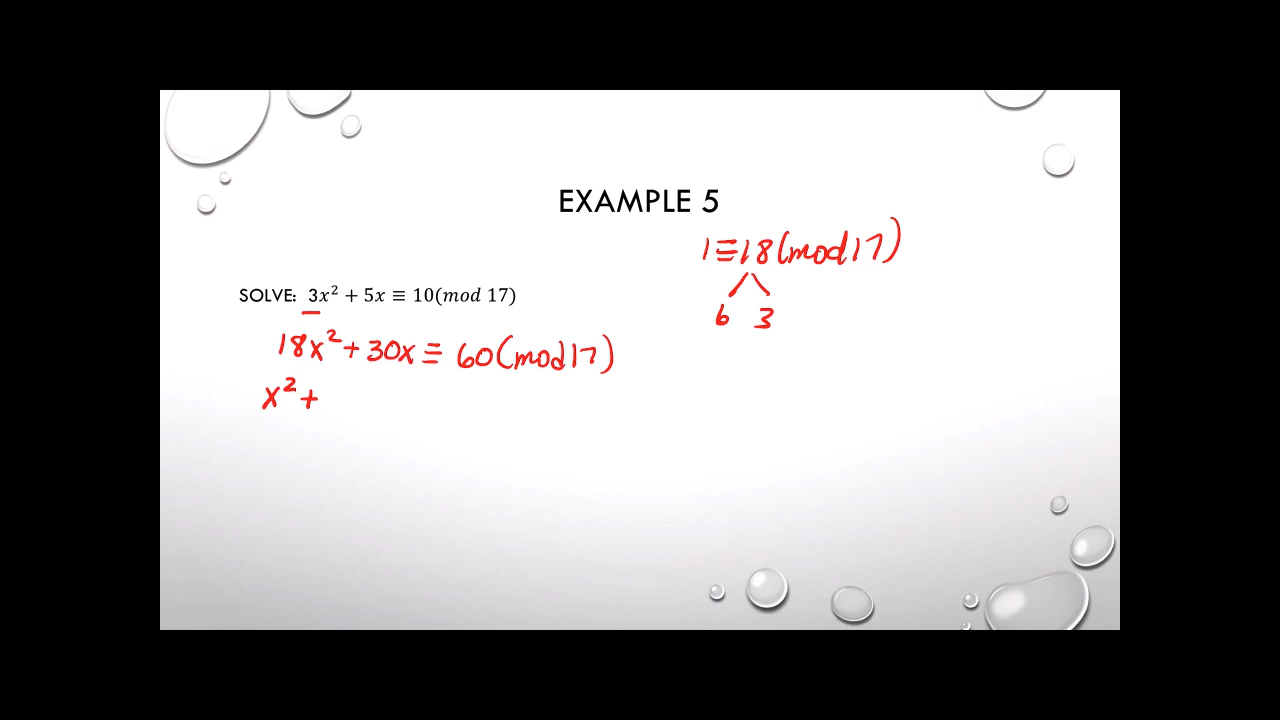 EXAMPLE 5
1≡18(mod17)
6 3
SOLVE: 3x² + 5x ≡ 10(mod 17)
18x² + 30x ≡ 60(mod17)
x² +